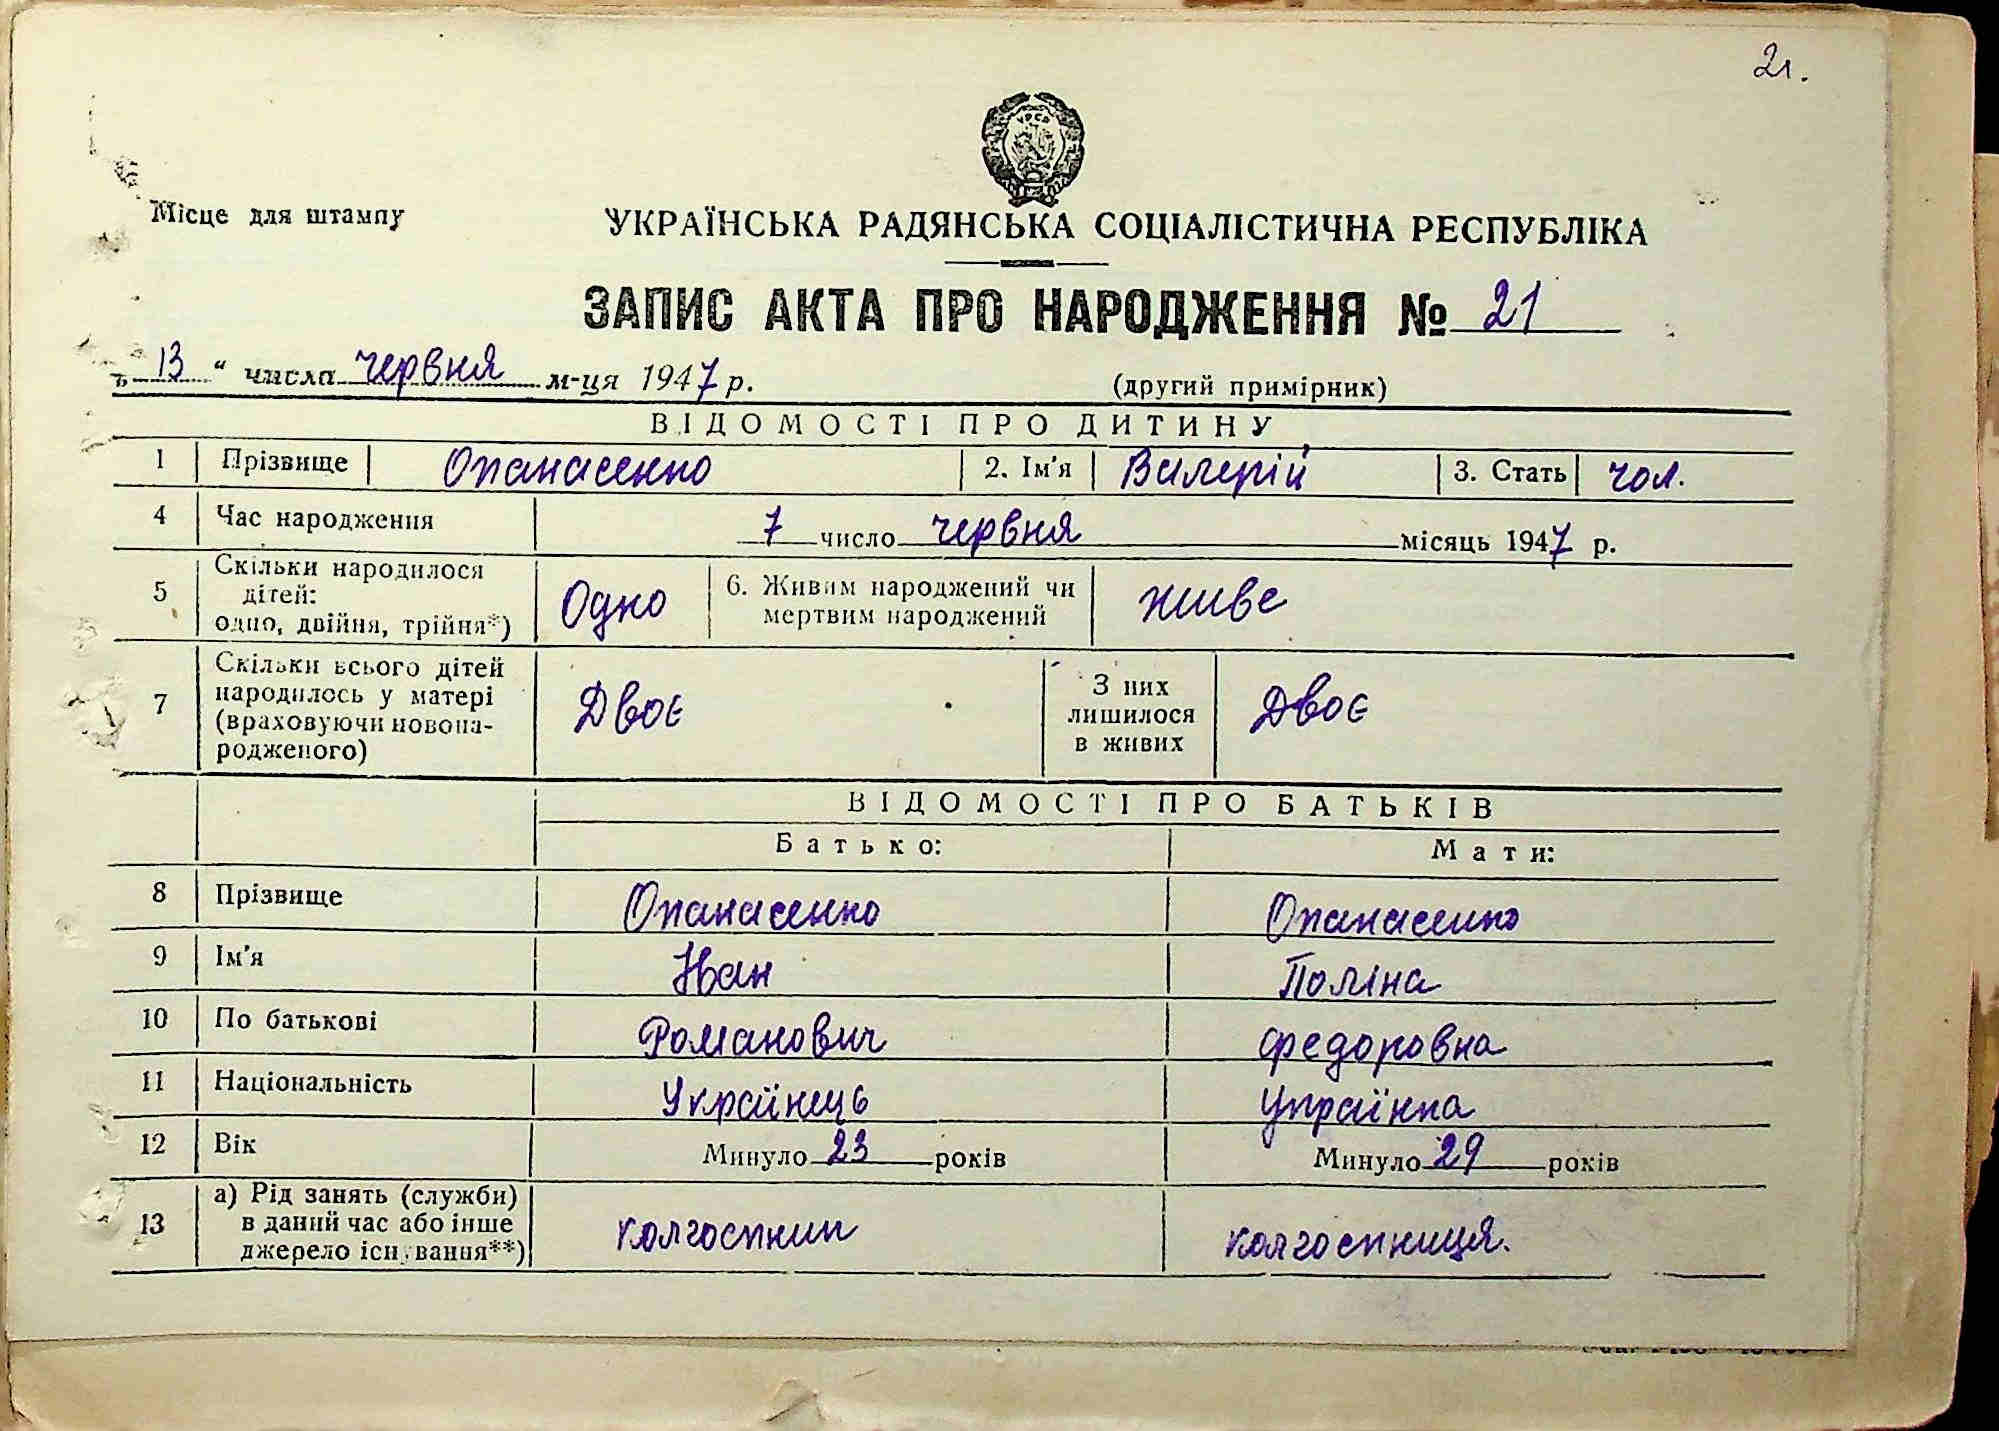 21.
УРСР
Місце для штампу
УКРАЇНСЬКА РАДЯНСЬКА СОЦІАЛІСТИЧНА РЕСПУБЛІКА
ЗАПИС АКТА ПРО НАРОДЖЕННЯ № 21
„ 13 “ числа червня м-ця 1947 р.
(другий примірник)
ВІДОМОСТІ ПРО ДИТИНУ
1 Прізвище Опанасенко 2. Ім'я Валерій 3. Стать чол.
4 Час народження 7 число червня місяць 1947 р.
5 Скільки народилося
дітей:
одно, двійня, трійня*)
Одно
6. Живим народжений чи
мертвим народжений
живе
7 Скільки всього дітей
народилось у матері
(враховуючи новона-
родженого)
Двоє
З них
лишилося
в живих
Двоє
ВІДОМОСТІ ПРО БАТЬКІВ
Батько: Мати:
8 Прізвище Опанасенко Опанасенко
9 Ім'я Іван Поліна
10 По батькові Романович Федоровна
11 Національність Українець Українка
12 Вік Минуло 23 років Минуло 29 років
13 а) Рід занять (служби)
в даний час або інше
джерело існування**)
колгоспник колгоспниця.